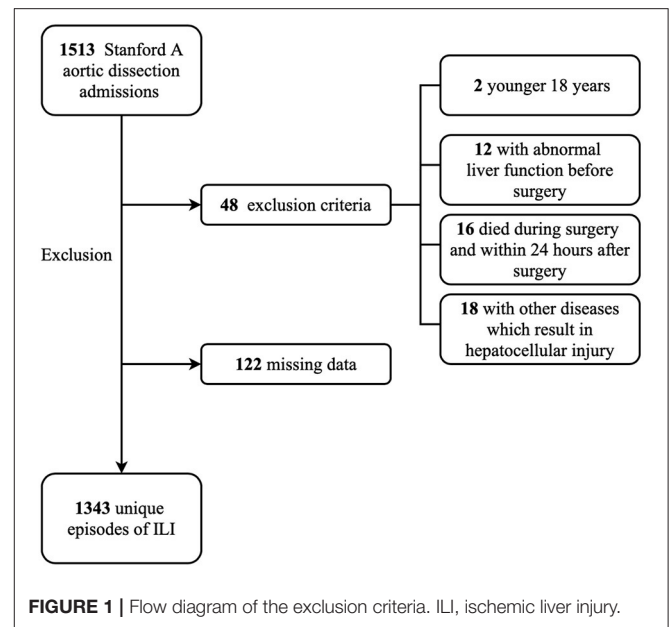 1513 Stanford A
aortic dissection
admissions
2 younger 18 years
12 with abnormal
liver function before
surgery
48 exclusion criteria
16 died during surgery
and within 24 hours after
surgery
Exclusion
18 with other diseases
which result in
hepatocellular injury
122 missing data
1343 unique
episodes of ILI
FIGURE 1 | Flow diagram of the exclusion criteria. ILI, ischemic liver injury.